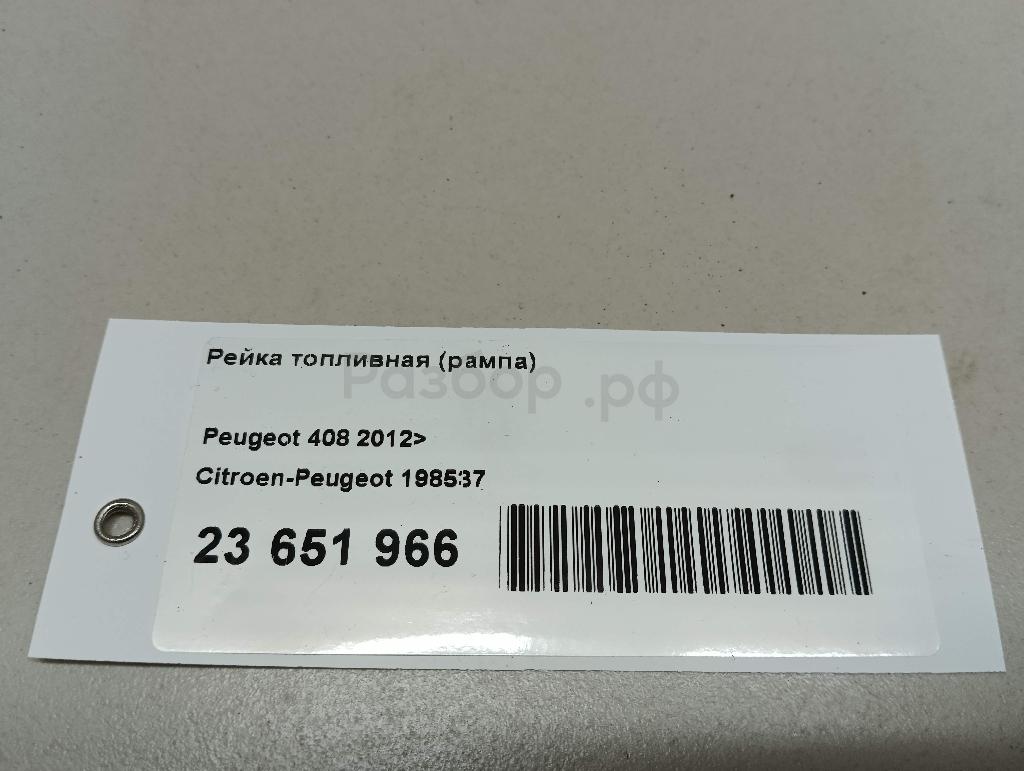 Рейка топливная (рампа)
Разбор.рф
Peugeot 408 2012>
Citroen-Peugeot 198537
23 651 966